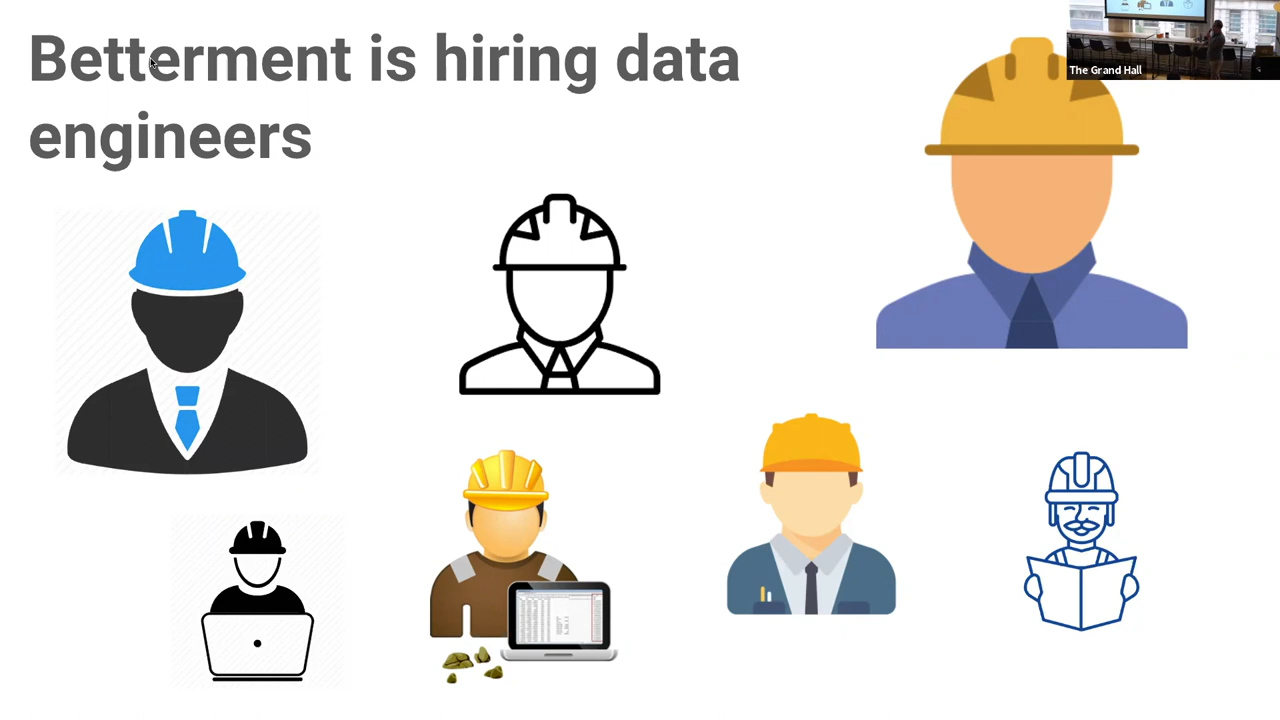 Betterment is hiring data
engineers
The Grand Hall